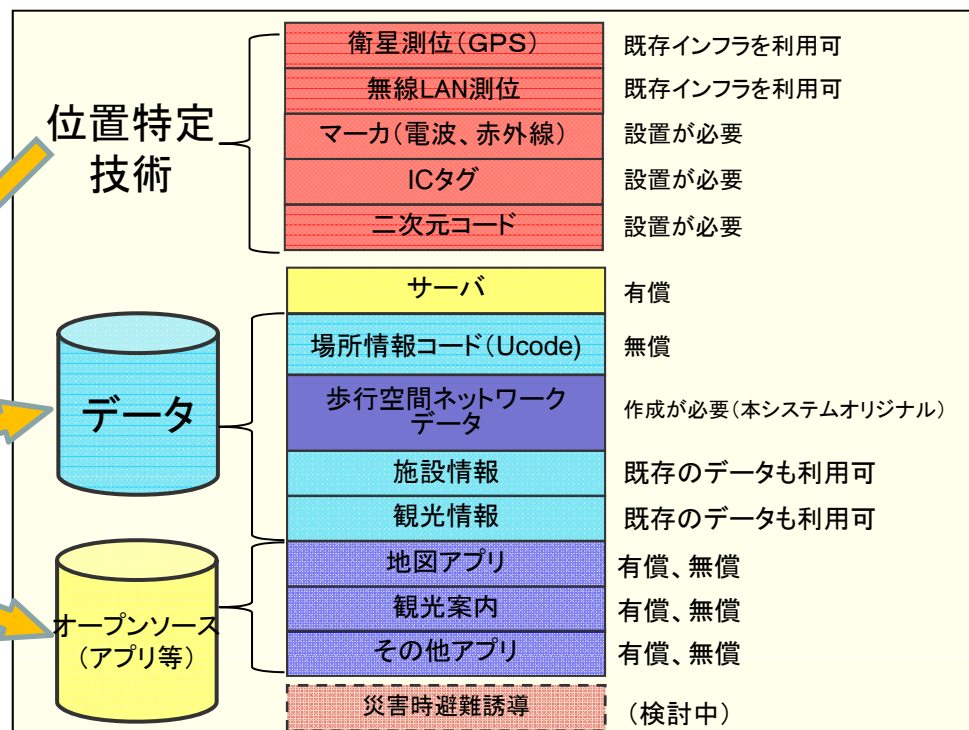 位置特定
技術
衛星測位（GPS） 既存インフラを利用可
無線LAN測位 既存インフラを利用可
マーカ（電波、赤外線） 設置が必要
ICタグ 設置が必要
二次元コード 設置が必要
サーバ 有償
データ
場所情報コード（Ucode) 無償
歩行空間ネットワーク
データ
作成が必要（本システムオリジナル）
施設情報 既存のデータも利用可
観光情報 既存のデータも利用可
オープンソース
（アプリ等）
地図アプリ 有償、無償
観光案内 有償、無償
その他アプリ 有償、無償
災害時避難誘導 （検討中）